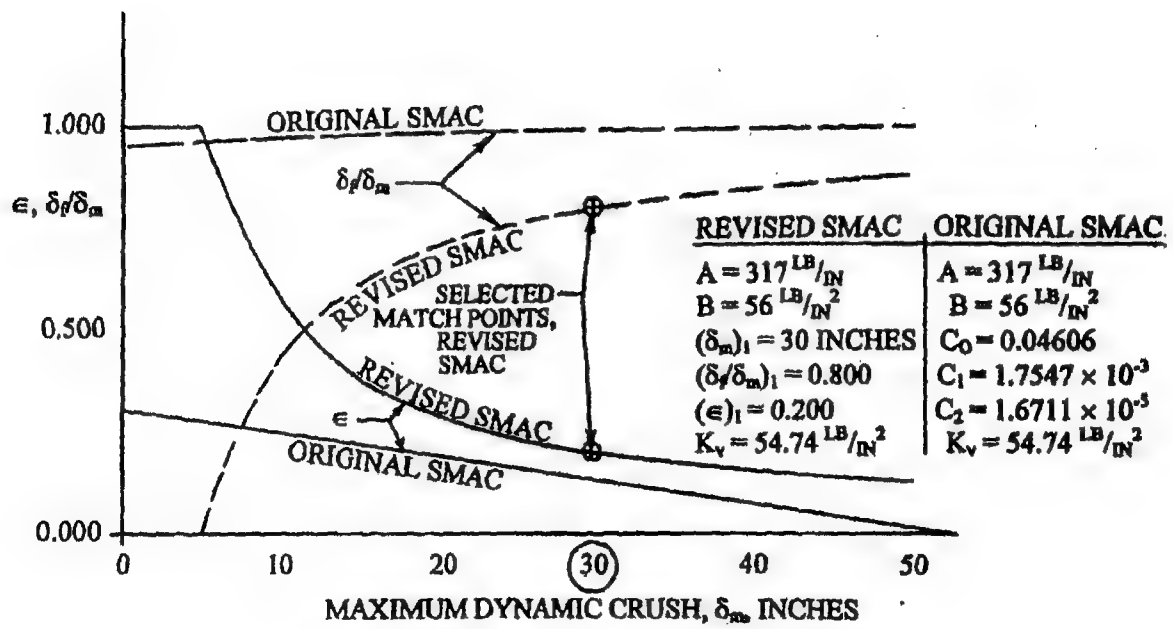 1.000
ORIGINAL SMAC
δf/δm
∈, δf/δm
REVISED SMAC
SELECTED
MATCH POINTS,
REVISED
SMAC
0.500
REVISED SMAC
∈
ORIGINAL SMAC
0.000
0 10 20 30 40 50
MAXIMUM DYNAMIC CRUSH, δm, INCHES
REVISED SMAC ORIGINAL SMAC
A = 317 LB/IN A = 317 LB/IN
B = 56 LB/IN² B = 56 LB/IN²
(δm)₁ = 30 INCHES C₀ = 0.04606
(δf/δm)₁ = 0.800 C₁ = 1.7547 × 10⁻³
(∈)₁ = 0.200 C₂ = 1.6711 × 10⁻⁵
Kv = 54.74 LB/IN² Kv = 54.74 LB/IN²